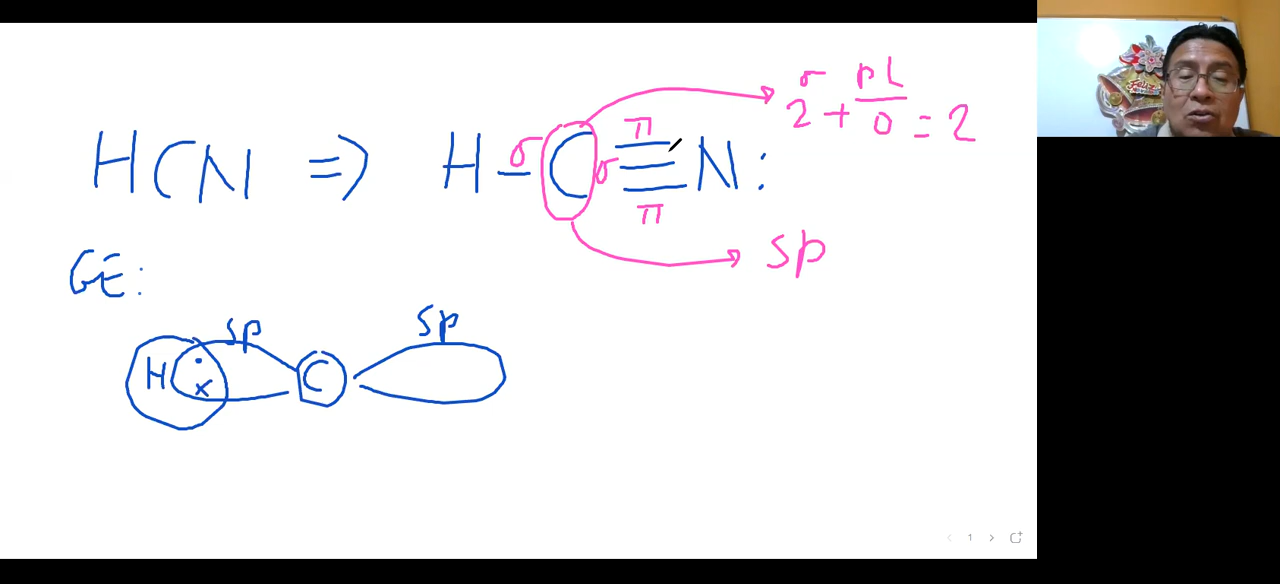 σ pL
2 + 0 = 2
HCN => H - C ≡ N :
σ σ π
π
sp
GE:
sp sp
H • x C
1